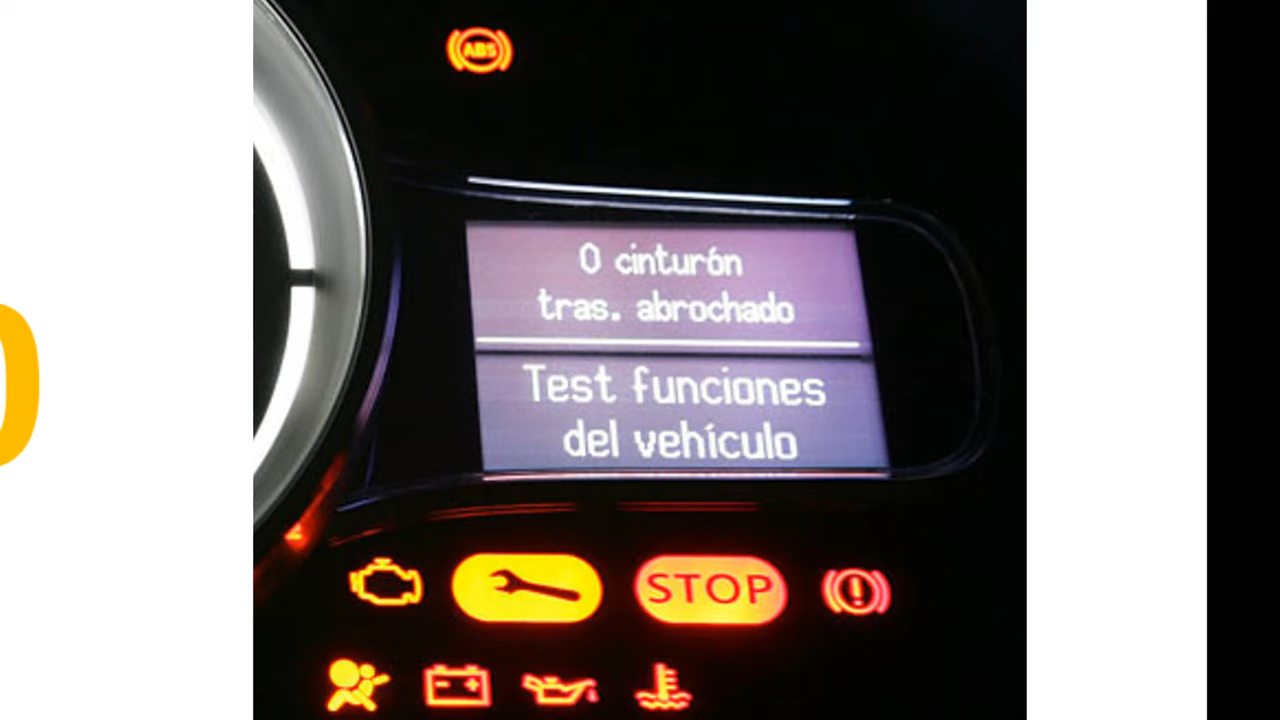 ABS
0 cinturón
tras. abrochado
Test funciones
del vehículo
STOP